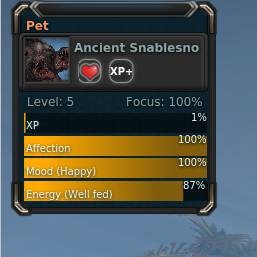 Pet
Ancient Snablesno
XP+
Level: 5 Focus: 100%
XP 1%
Affection 100%
Mood (Happy) 100%
Energy (Well fed) 87%